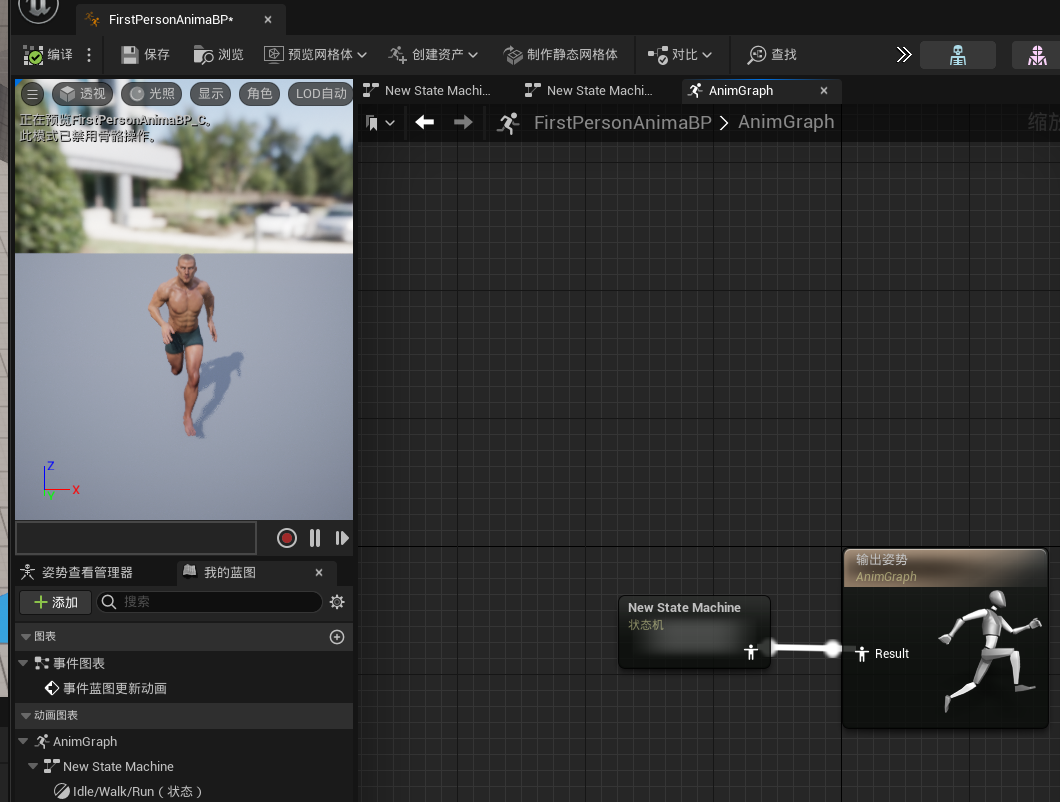 FirstPersonAnimaBP*
编译
保存
浏览
预览网格体
创建资产
制作静态网格体
对比
查找
透视
光照
显示
角色
LOD自动
正在预览FirstPersonAnimaBP_C。
此模式已禁用骨骼操作。
Z
X
Y
New State Machi...
New State Machi...
AnimGraph
FirstPersonAnimaBP > AnimGraph
缩放
New State Machine
状态机
输出姿势
AnimGraph
Result
姿势查看管理器
我的蓝图
添加
搜索
图表
事件图表
事件蓝图更新动画
动画图表
AnimGraph
New State Machine
Idle/Walk/Run（状态）